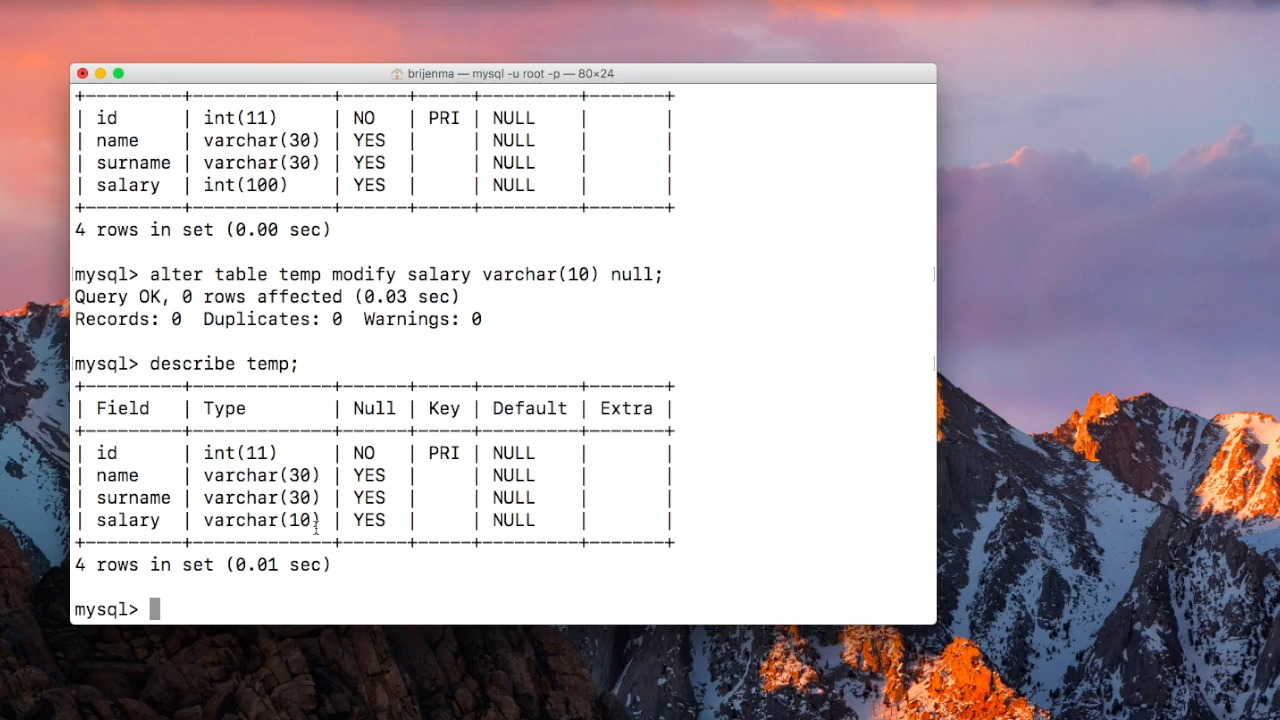 brijenma — mysql -u root -p — 80×24
+----------+--------------+------+-----+---------+-------+
| id       | int(11)      | NO   | PRI | NULL    |       |
| name     | varchar(30)  | YES  |     | NULL    |       |
| surname  | varchar(30)  | YES  |     | NULL    |       |
| salary   | int(100)     | YES  |     | NULL    |       |
+----------+--------------+------+-----+---------+-------+
4 rows in set (0.00 sec)
mysql> alter table temp modify salary varchar(10) null;
Query OK, 0 rows affected (0.03 sec)
Records: 0  Duplicates: 0  Warnings: 0
mysql> describe temp;
+----------+--------------+------+-----+---------+-------+
| Field    | Type         | Null | Key | Default | Extra |
+----------+--------------+------+-----+---------+-------+
| id       | int(11)      | NO   | PRI | NULL    |       |
| name     | varchar(30)  | YES  |     | NULL    |       |
| surname  | varchar(30)  | YES  |     | NULL    |       |
| salary   | varchar(10)  | YES  |     | NULL    |       |
+----------+--------------+------+-----+---------+-------+
4 rows in set (0.01 sec)
mysql>